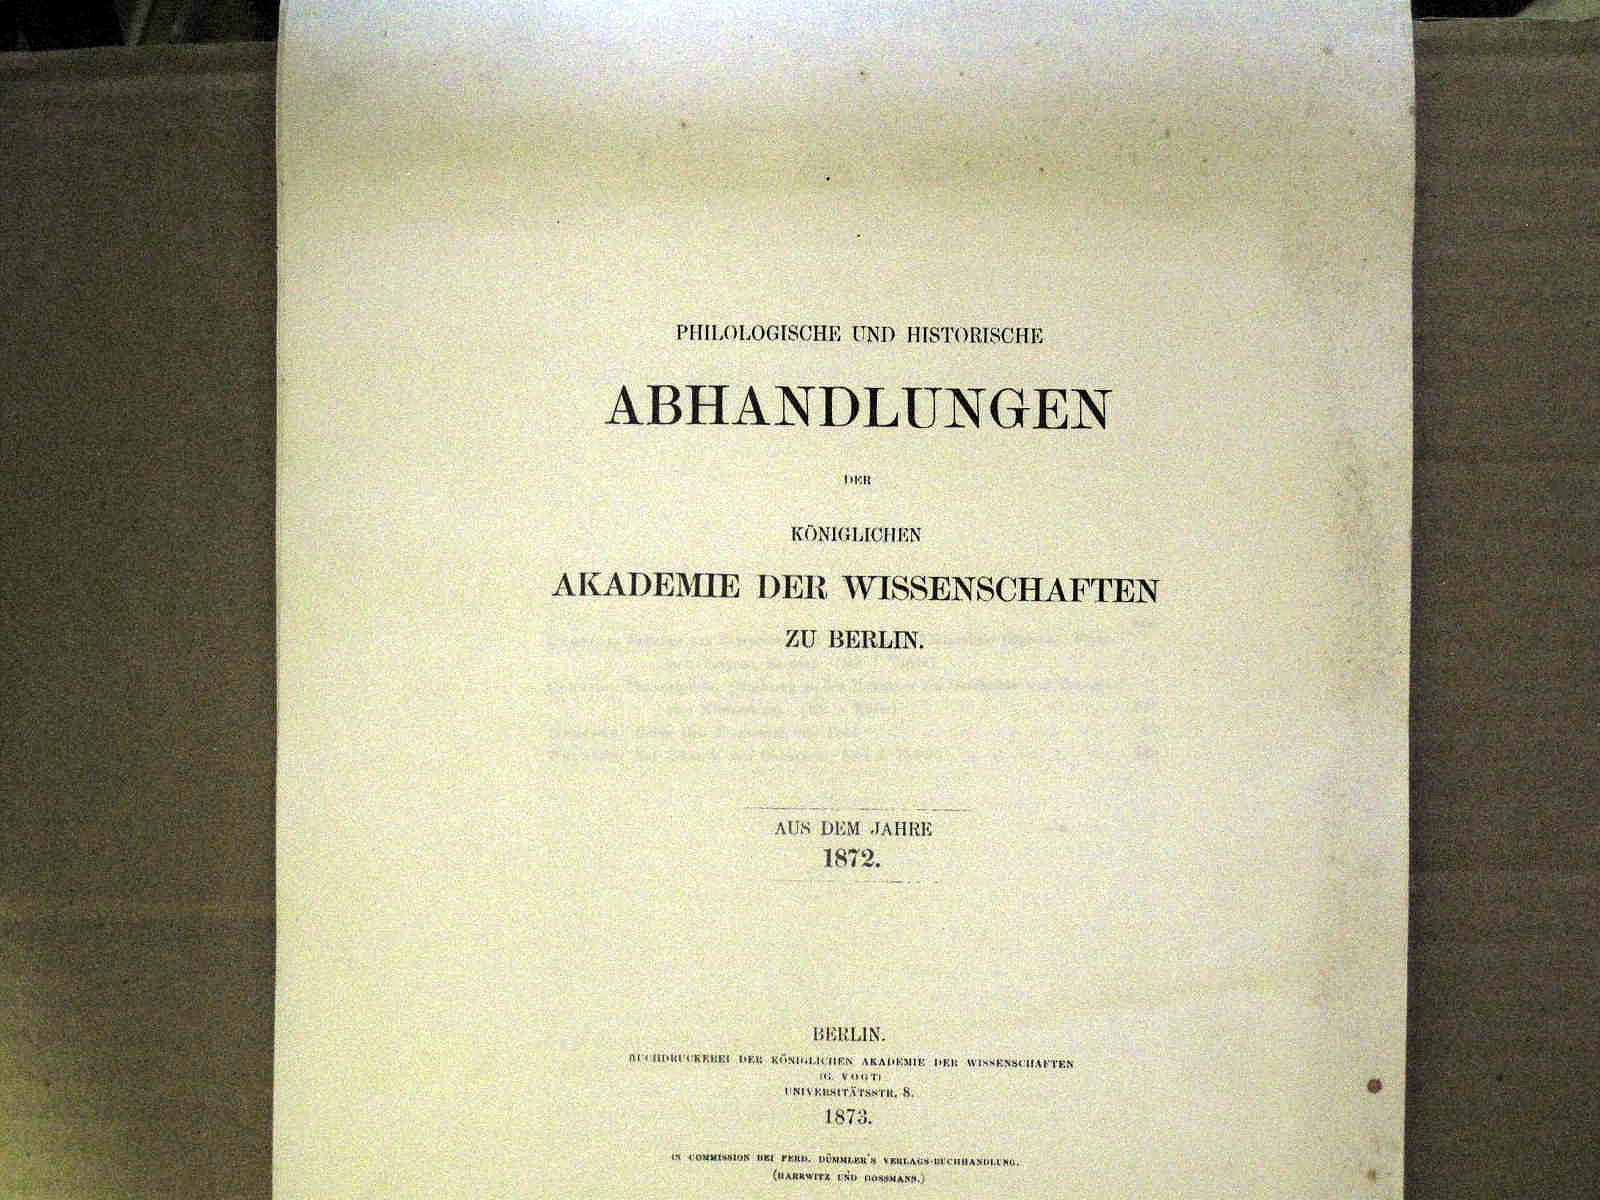 PHILOLOGISCHE UND HISTORISCHE
ABHANDLUNGEN
DER
KÖNIGLICHEN
AKADEMIE DER WISSENSCHAFTEN
ZU BERLIN.
AUS DEM JAHRE
1872.
BERLIN.
BUCHDRUCKEREI DER KÖNIGLICHEN AKADEMIE DER WISSENSCHAFTEN
(G. VOGT)
UNIVERSITÄTSSTR. 8.
1873.
IN COMMISSION BEI FERD. DÜMMLER'S VERLAGS-BUCHHANDLUNG.
(HARRWITZ UND GOSSMANN.)